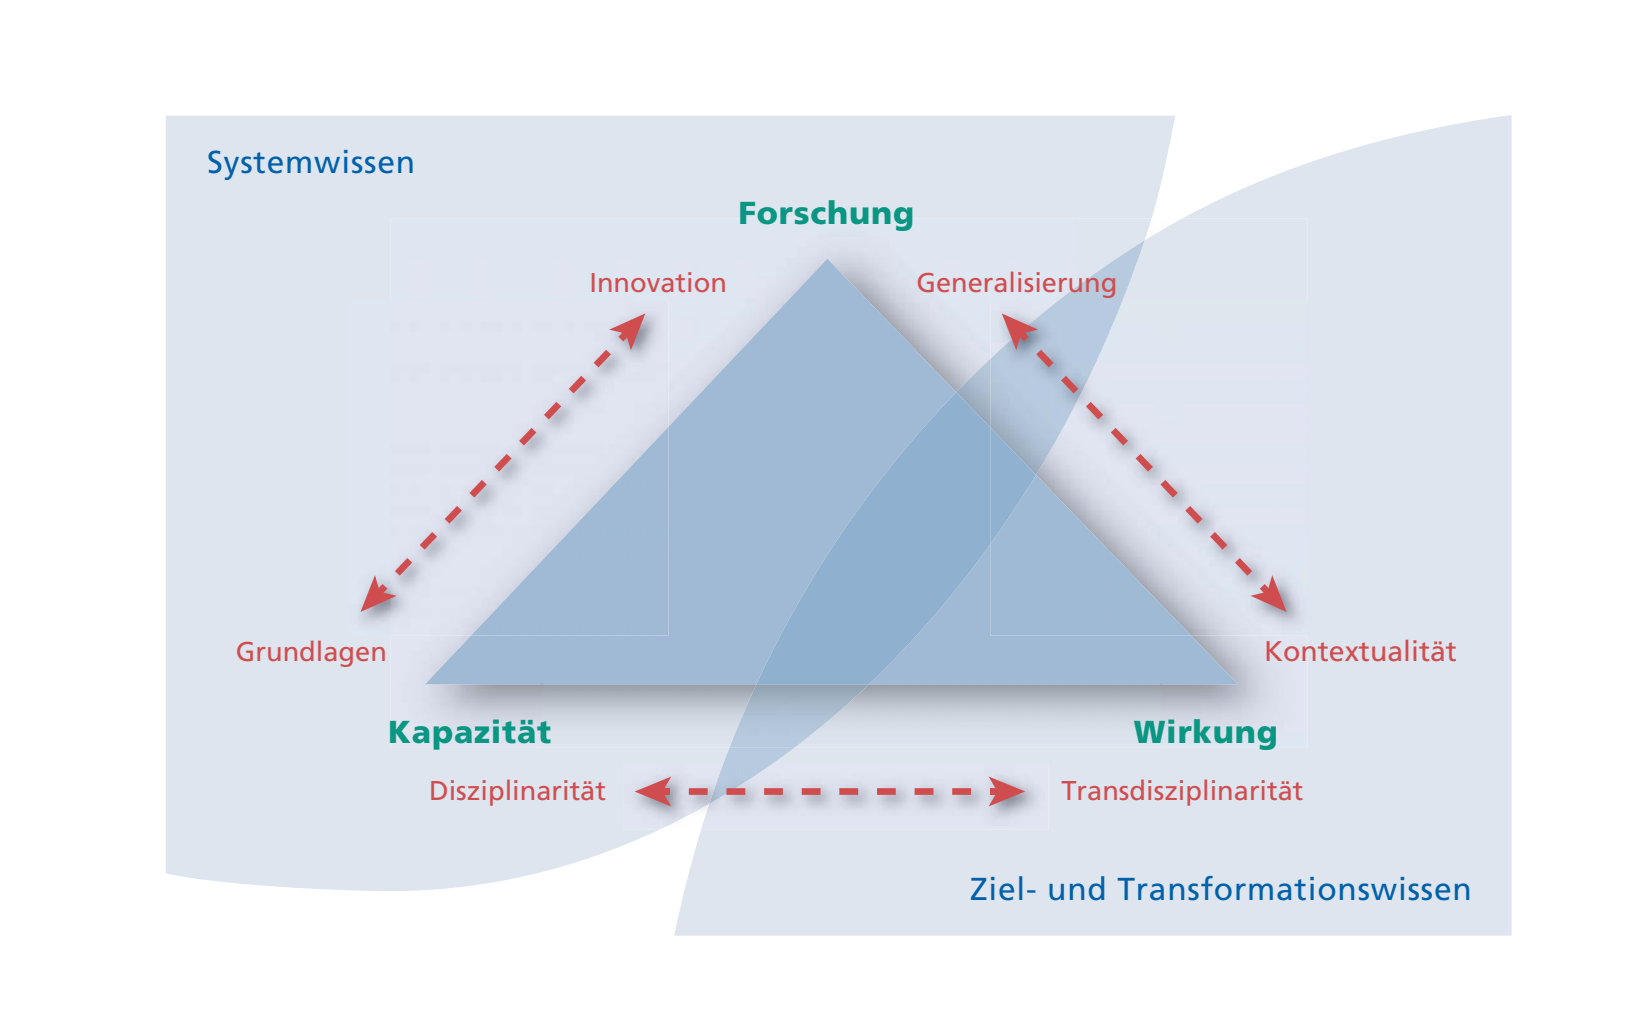 Systemwissen
Forschung
Innovation
Generalisierung
Grundlagen
Kontextualität
Kapazität
Wirkung
Disziplinarität
Transdisziplinarität
Ziel- und Transformationswissen